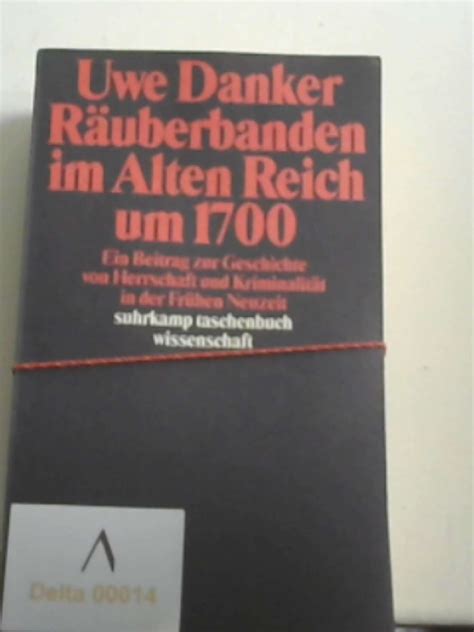 Uwe Danker
Räuberbanden
im Alten Reich
um 1700
Ein Beitrag zur Geschichte
von Herrschaft und Kriminalität
in der Frühen Neuzeit
suhrkamp taschenbuch
wissenschaft
Delta 00014